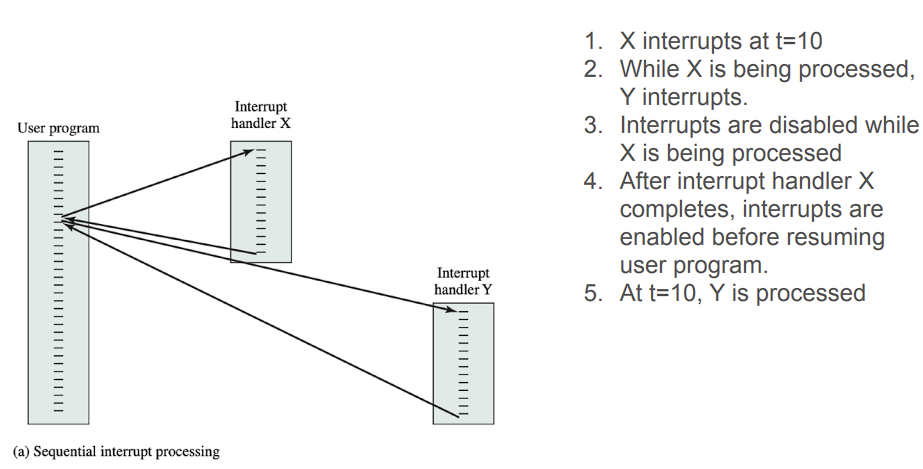 User program
Interrupt
handler X
Interrupt
handler Y
(a) Sequential interrupt processing
1. X interrupts at t=10
2. While X is being processed,
Y interrupts.
3. Interrupts are disabled while
X is being processed
4. After interrupt handler X
completes, interrupts are
enabled before resuming
user program.
5. At t=10, Y is processed